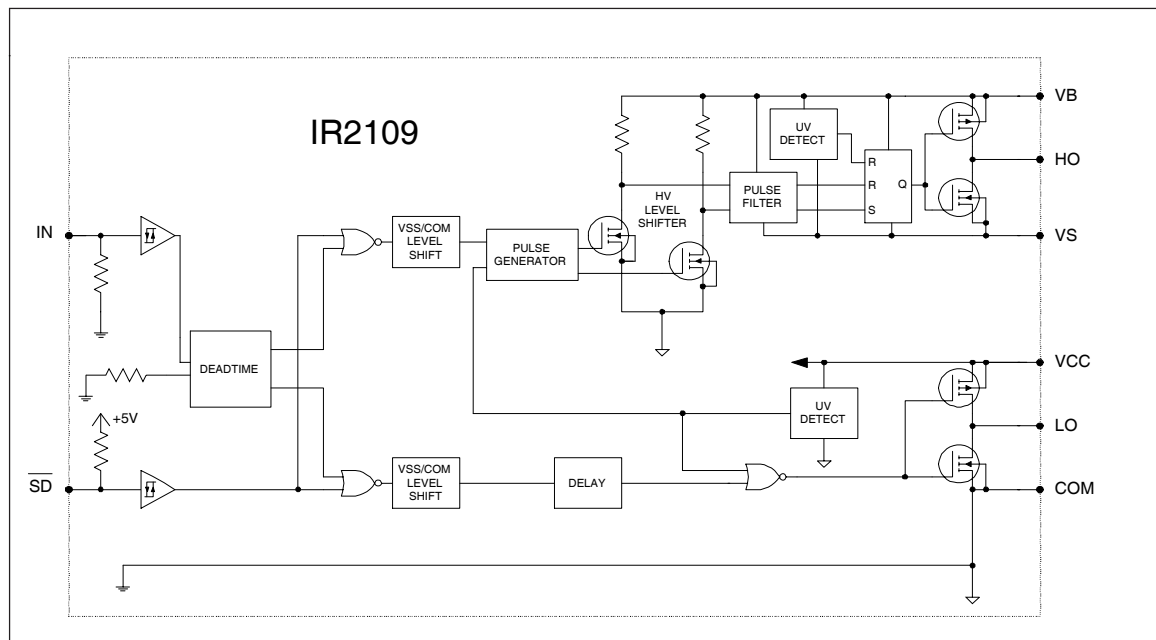 IR2109
VB
UV
DETECT
R
R
Q
S
HO
PULSE
FILTER
HV
LEVEL
SHIFTER
VS
IN
VSS/COM
LEVEL
SHIFT
PULSE
GENERATOR
DEADTIME
+5V
VCC
UV
DETECT
LO
SD
VSS/COM
LEVEL
SHIFT
DELAY
COM